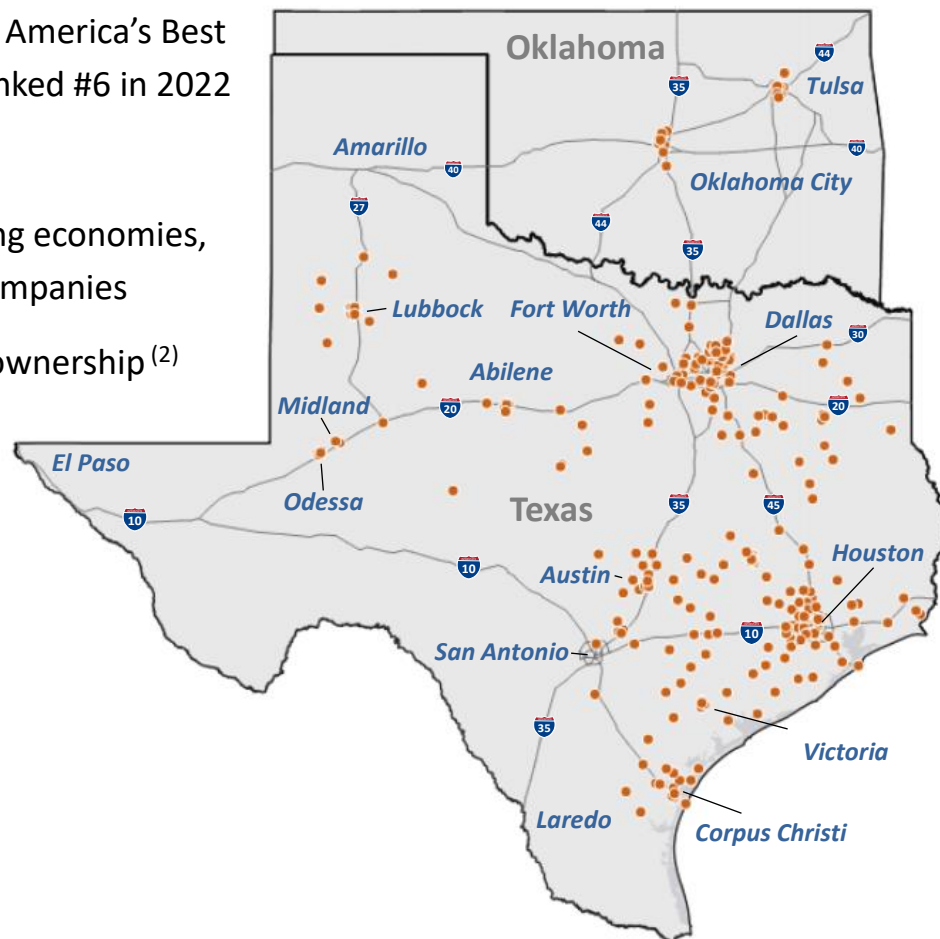 America's Best
nked #6 in 2022
ng economies,
ompanies
ownership (2)
Oklahoma
44
35
Tulsa
Amarillo
40
40
Oklahoma City
27
44
35
Lubbock
Fort Worth
Dallas
30
Abilene
20
20
Midland
El Paso
Odessa
10
Texas
35
45
Houston
10
Austin
10
San Antonio
35
Victoria
Laredo
Corpus Christi